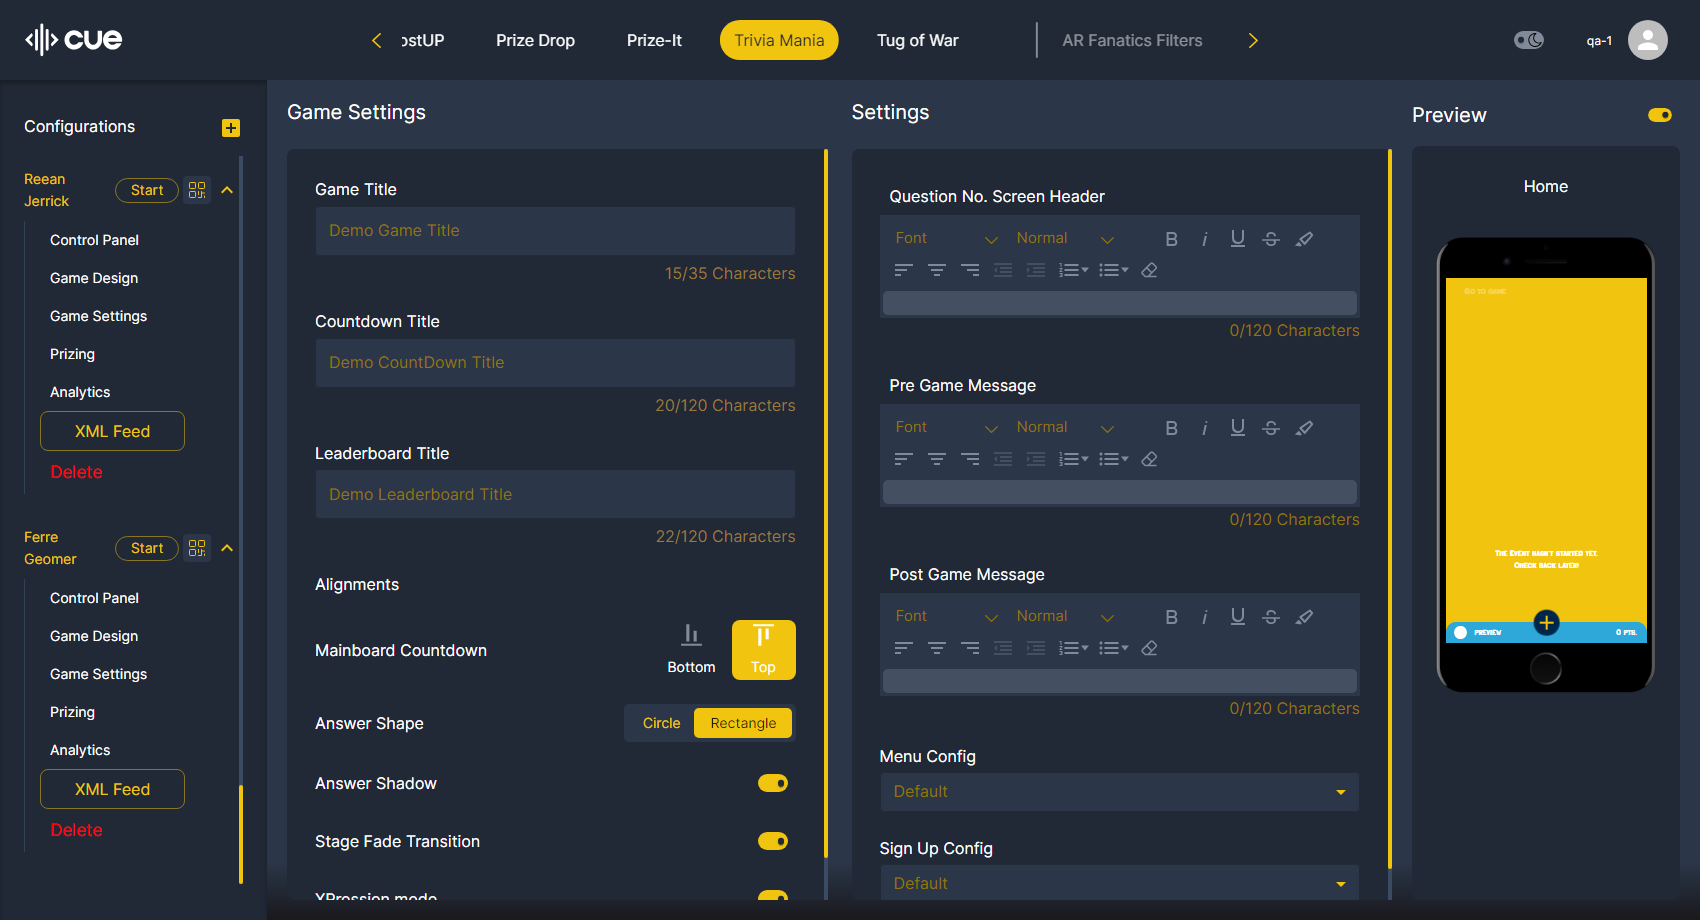 cue
ostUP
Prize Drop
Prize-It
Trivia Mania
Tug of War
AR Fanatics Filters
qa-1
Configurations
Reean
Jerrick
Start
Control Panel
Game Design
Game Settings
Prizing
Analytics
XML Feed
Delete
Ferre
Geomer
Start
Control Panel
Game Design
Game Settings
Prizing
Analytics
XML Feed
Delete
Game Settings
Game Title
Demo Game Title
15/35 Characters
Countdown Title
Demo CountDown Title
20/120 Characters
Leaderboard Title
Demo Leaderboard Title
22/120 Characters
Alignments
Mainboard Countdown
Bottom
Top
Answer Shape
Circle
Rectangle
Answer Shadow
Stage Fade Transition
XPression mode
Settings
Question No. Screen Header
Font
Normal
B i U S
0/120 Characters
Pre Game Message
Font
Normal
B i U S
0/120 Characters
Post Game Message
Font
Normal
B i U S
0/120 Characters
Menu Config
Default
Sign Up Config
Default
Preview
Home
Go to game
The Event hasn't started yet.
Check back later!
PREVIEW
0 PTS.